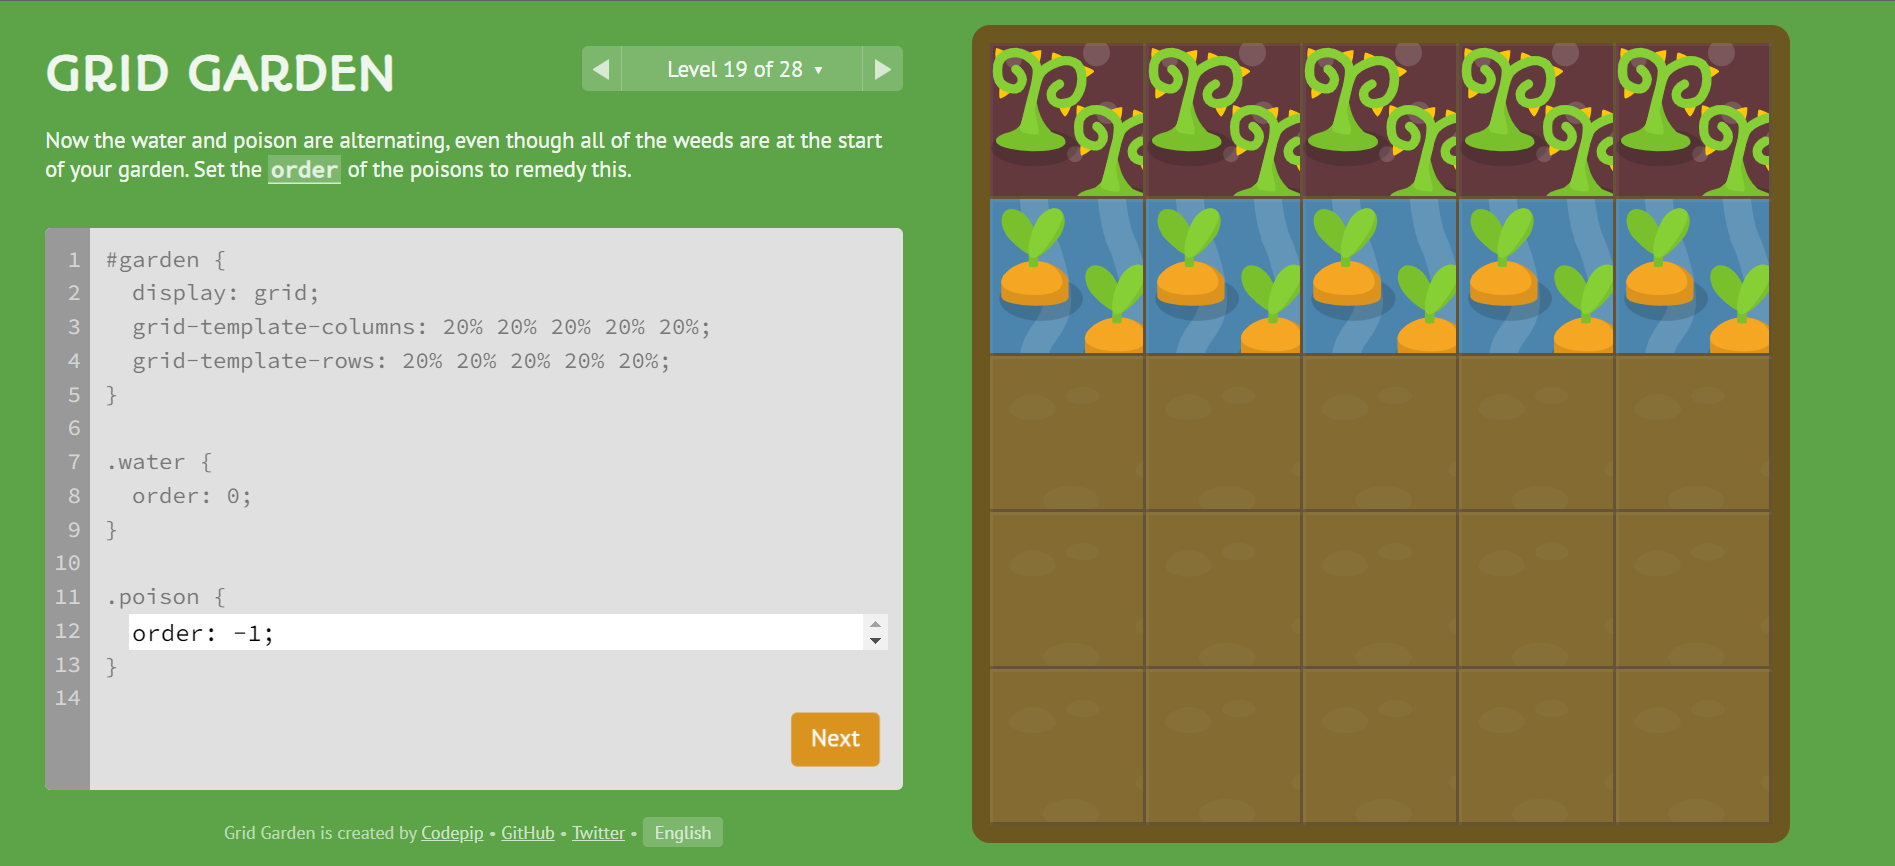 GRID GARDEN
◀ Level 19 of 28 ▼ ▶
Now the water and poison are alternating, even though all of the weeds are at the start
of your garden. Set the order of the poisons to remedy this.
1 #garden {
2   display: grid;
3   grid-template-columns: 20% 20% 20% 20% 20%;
4   grid-template-rows: 20% 20% 20% 20% 20%;
5 }
6
7 .water {
8   order: 0;
9 }
10
11 .poison {
12   order: -1;
13 }
14
Next
Grid Garden is created by Codepip • GitHub • Twitter • English